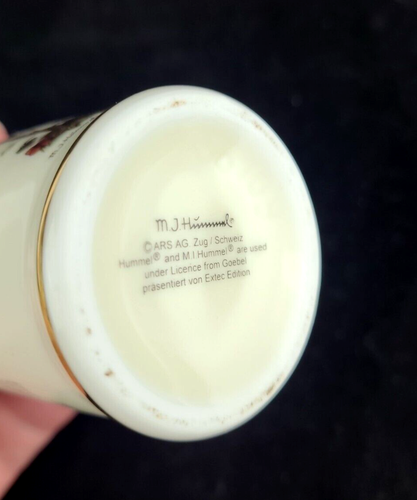 M.I.Hummel®
© ARS AG. Zug / Schweiz
Hummel® and M.I.Hummel® are used
under Licence from Goebel
präsentiert von Extec Edition